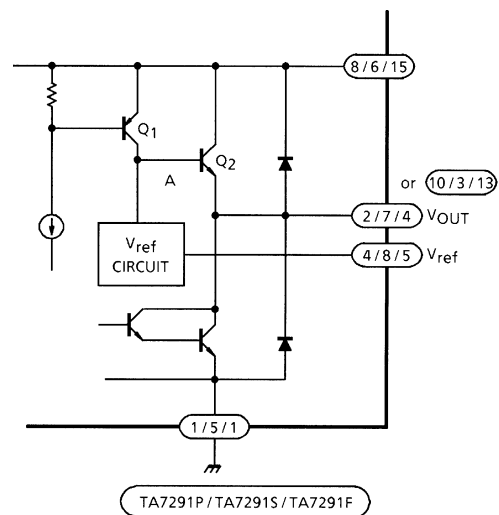 8 / 6 / 15
Q1
Q2
A
or 10 / 3 / 13
2 / 7 / 4 VOUT
Vref
CIRCUIT
4 / 8 / 5 Vref
1 / 5 / 1
TA7291P / TA7291S / TA7291F